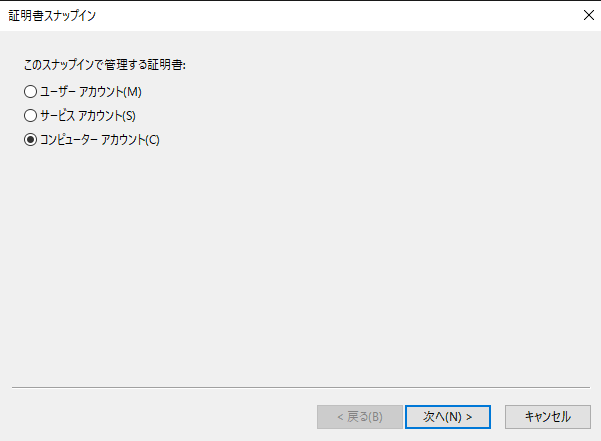 証明書スナップイン
このスナップインで管理する証明書:
ユーザー アカウント(M)
サービス アカウント(S)
コンピューター アカウント(C)
< 戻る(B) 次へ(N) > キャンセル